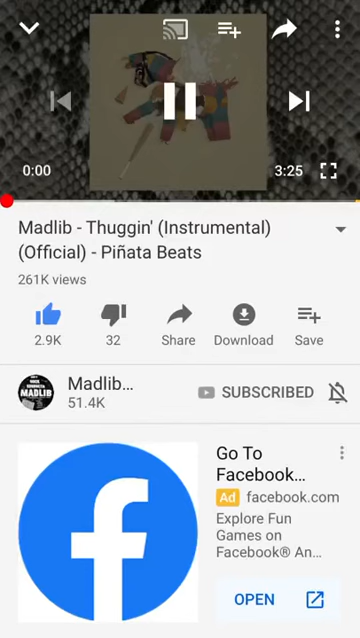 0:00
3:25
Madlib - Thuggin' (Instrumental)
(Official) - Piñata Beats
261K views
2.9K
32
Share
Download
Save
MADLIB
Madlib...
51.4K
SUBSCRIBED
Go To
Facebook...
Ad facebook.com
Explore Fun
Games on
Facebook® An...
OPEN